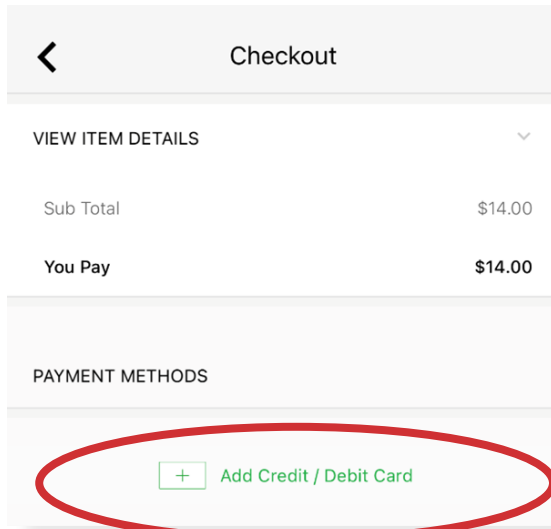 Checkout
VIEW ITEM DETAILS
Sub Total $14.00
You Pay $14.00
PAYMENT METHODS
+ Add Credit / Debit Card